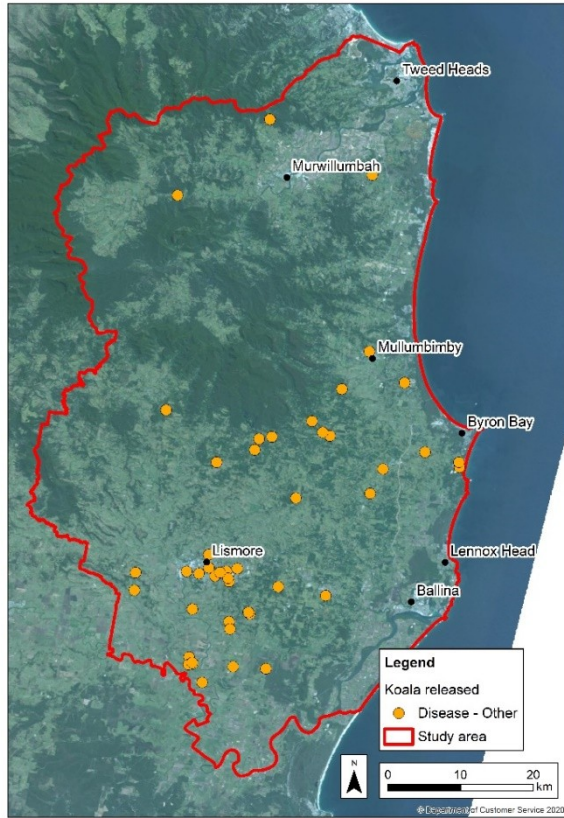 Tweed Heads
Murwillumbah
Mullumbimby
Byron Bay
Lismore
Lennox Head
Ballina
Legend
Koala released
Disease - Other
Study area
N
0 10 20
km
© Department of Customer Service 2020